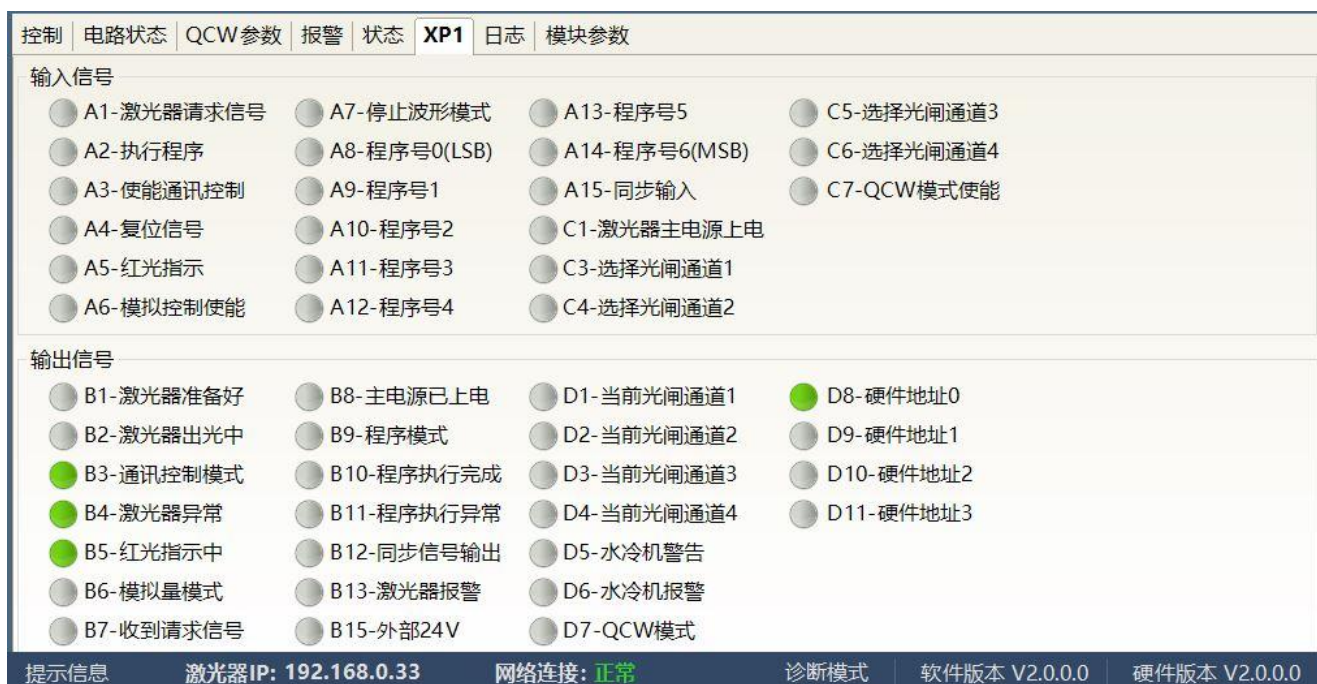 控制 电路状态 QCW参数 报警 状态 XP1 日志 模块参数
输入信号
A1-激光器请求信号 A7-停止波形模式 A13-程序号5 C5-选择光闸通道3
A2-执行程序 A8-程序号0(LSB) A14-程序号6(MSB) C6-选择光闸通道4
A3-使能通讯控制 A9-程序号1 A15-同步输入 C7-QCW模式使能
A4-复位信号 A10-程序号2 C1-激光器主电源上电
A5-红光指示 A11-程序号3 C3-选择光闸通道1
A6-模拟控制使能 A12-程序号4 C4-选择光闸通道2
输出信号
B1-激光器准备好 B8-主电源已上电 D1-当前光闸通道1 D8-硬件地址0
B2-激光器出光中 B9-程序模式 D2-当前光闸通道2 D9-硬件地址1
B3-通讯控制模式 B10-程序执行完成 D3-当前光闸通道3 D10-硬件地址2
B4-激光器异常 B11-程序执行异常 D4-当前光闸通道4 D11-硬件地址3
B5-红光指示中 B12-同步信号输出 D5-水冷机警告
B6-模拟量模式 B13-激光器报警 D6-水冷机报警
B7-收到请求信号 B15-外部24V D7-QCW模式
提示信息 激光器IP: 192.168.0.33 网络连接: 正常 诊断模式 软件版本 V2.0.0.0 硬件版本 V2.0.0.0